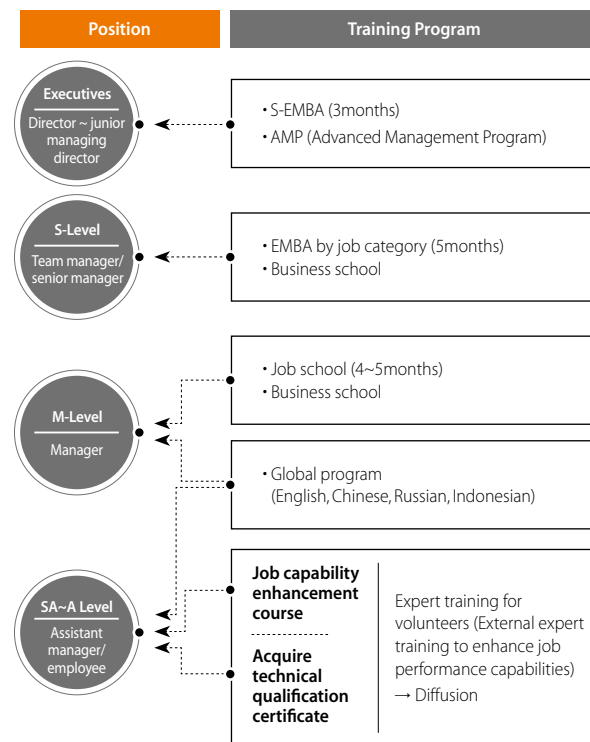 Position
Training Program
Executives
Director ~ junior
managing
director
• S-EMBA (3months)
• AMP (Advanced Management Program)
S-Level
Team manager/
senior manager
• EMBA by job category (5months)
• Business school
M-Level
Manager
• Job school (4~5months)
• Business school
• Global program
(English, Chinese, Russian, Indonesian)
SA~A Level
Assistant
manager/
employee
Job capability
enhancement
course
Acquire
technical
qualification
certificate
Expert training for
volunteers (External expert
training to enhance job
performance capabilities)
→ Diffusion